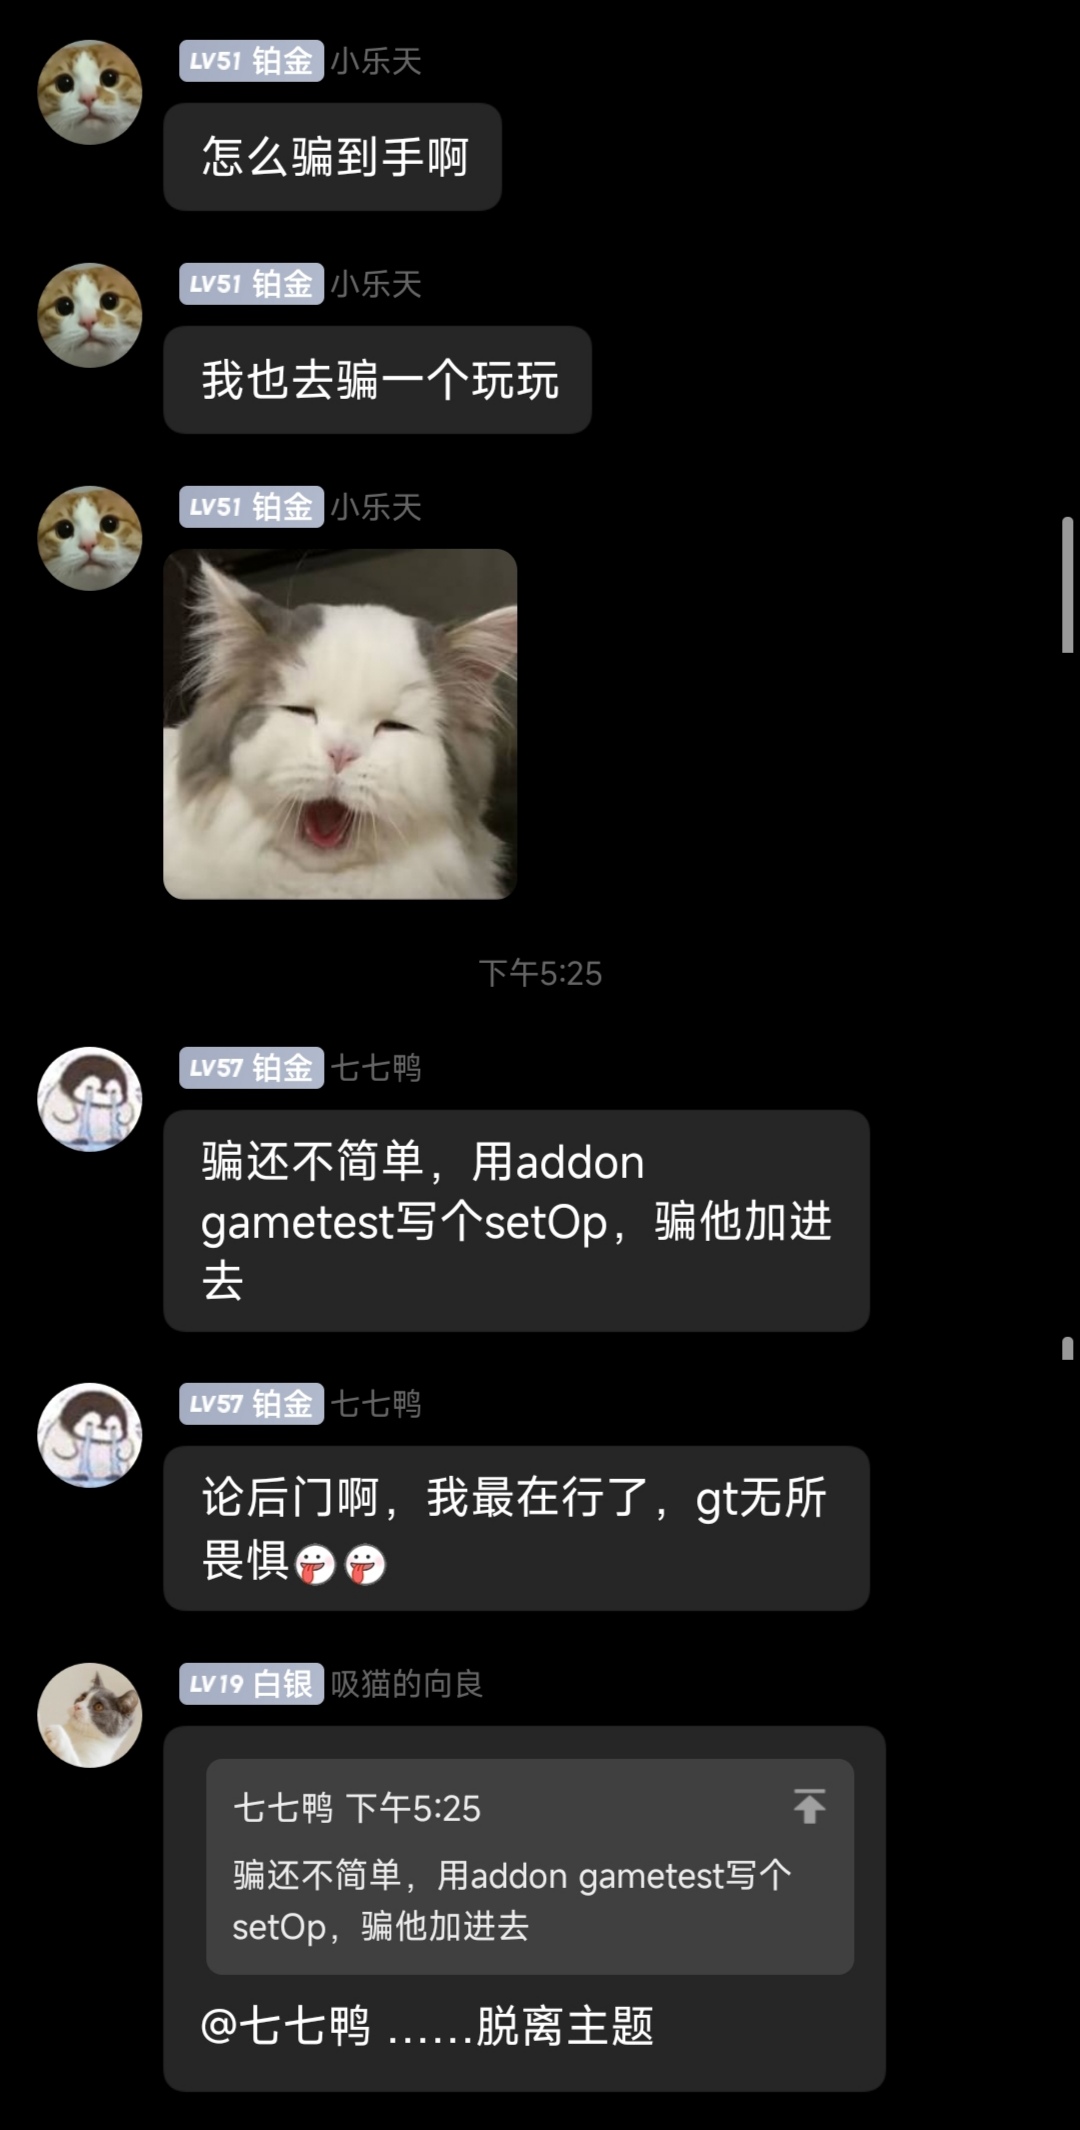 LV51 铂金 小乐天
怎么骗到手啊
LV51 铂金 小乐天
我也去骗一个玩玩
LV51 铂金 小乐天
下午5:25
LV57 铂金 七七鸭
骗还不简单，用addon
gametest写个setOp，骗他加进
去
LV57 铂金 七七鸭
论后门啊，我最在行了，gt无所
畏惧
LV19 白银 吸猫的向良
七七鸭 下午5:25
骗还不简单，用addon gametest写个
setOp，骗他加进去
@七七鸭 ......脱离主题